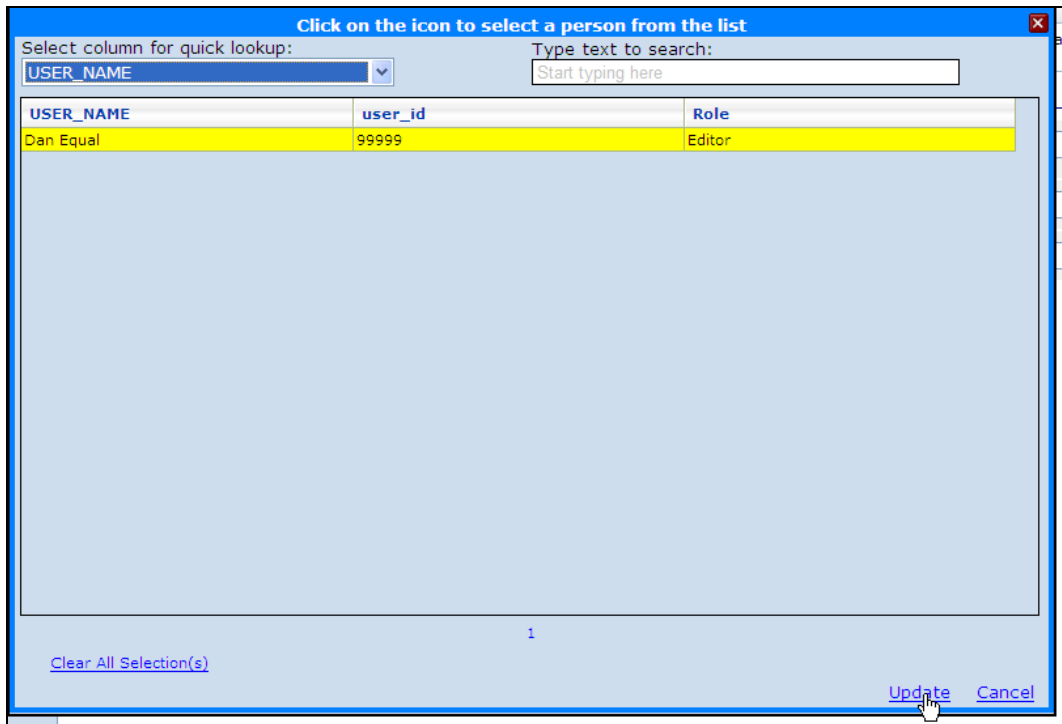 Click on the icon to select a person from the list
Select column for quick lookup:
Type text to search:
USER_NAME
Start typing here
USER_NAME user_id Role
Dan Equal 99999 Editor
1
Clear All Selection(s)
Update Cancel